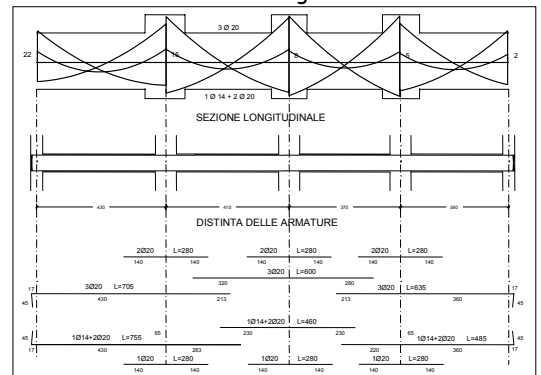 3 Ø 20
22 15 9 5 2
1 Ø 14 + 2 Ø 20
SEZIONE LONGITUDINALE
430 410 370 360
DISTINTA DELLE ARMATURE
2Ø20 L=280 2Ø20 L=280 2Ø20 L=280
140 140 140 140 140 140
3Ø20 L=600
320 280
17 3Ø20 L=705 3Ø20 L=635 17
45 430 213 213 360 45
1Ø14+2Ø20 L=460
45 1Ø14+2Ø20 L=755 65 230 230 65 1Ø14+2Ø20 L=485 45
17 430 263 220 360 17
1Ø20 L=280 1Ø20 L=280 1Ø20 L=280
140 140 140 140 140 140